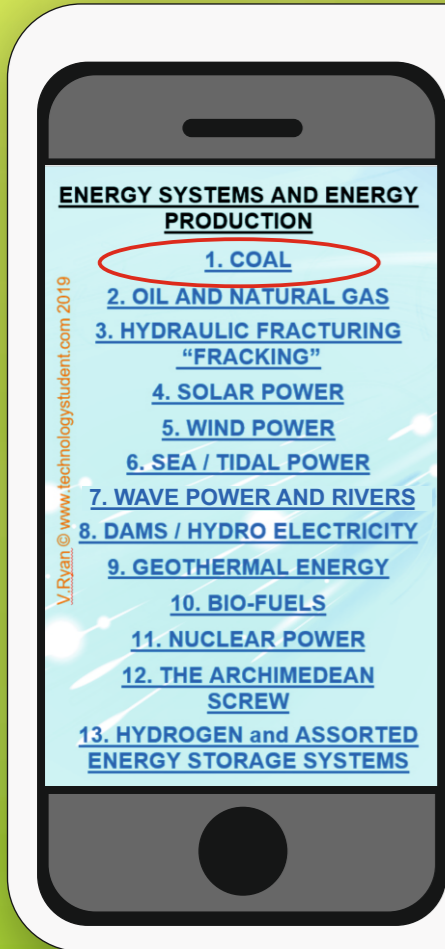 ENERGY SYSTEMS AND ENERGY
PRODUCTION
1. COAL
2. OIL AND NATURAL GAS
3. HYDRAULIC FRACTURING
“FRACKING”
4. SOLAR POWER
5. WIND POWER
6. SEA / TIDAL POWER
7. WAVE POWER AND RIVERS
8. DAMS / HYDRO ELECTRICITY
9. GEOTHERMAL ENERGY
10. BIO-FUELS
11. NUCLEAR POWER
12. THE ARCHIMEDEAN
SCREW
13. HYDROGEN and ASSORTED
ENERGY STORAGE SYSTEMS
V.Ryan © www.technologystudent.com 2019